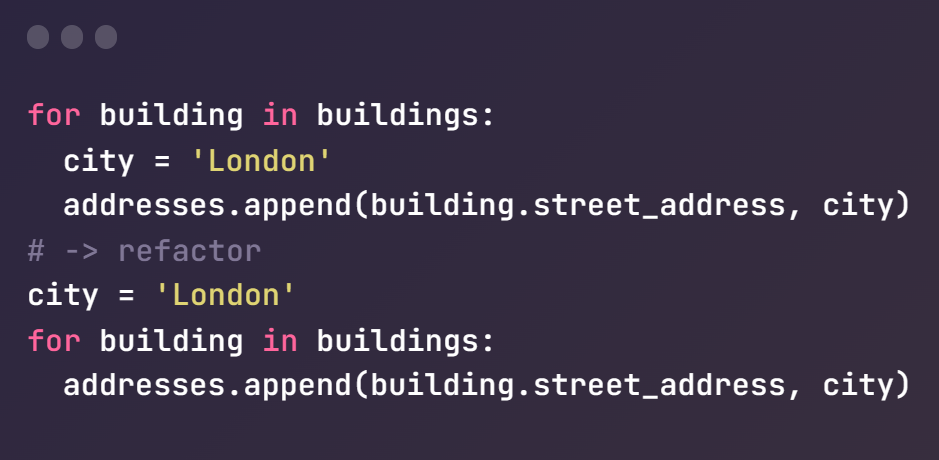 for building in buildings:
  city = 'London'
  addresses.append(building.street_address, city)
# -> refactor
city = 'London'
for building in buildings:
  addresses.append(building.street_address, city)